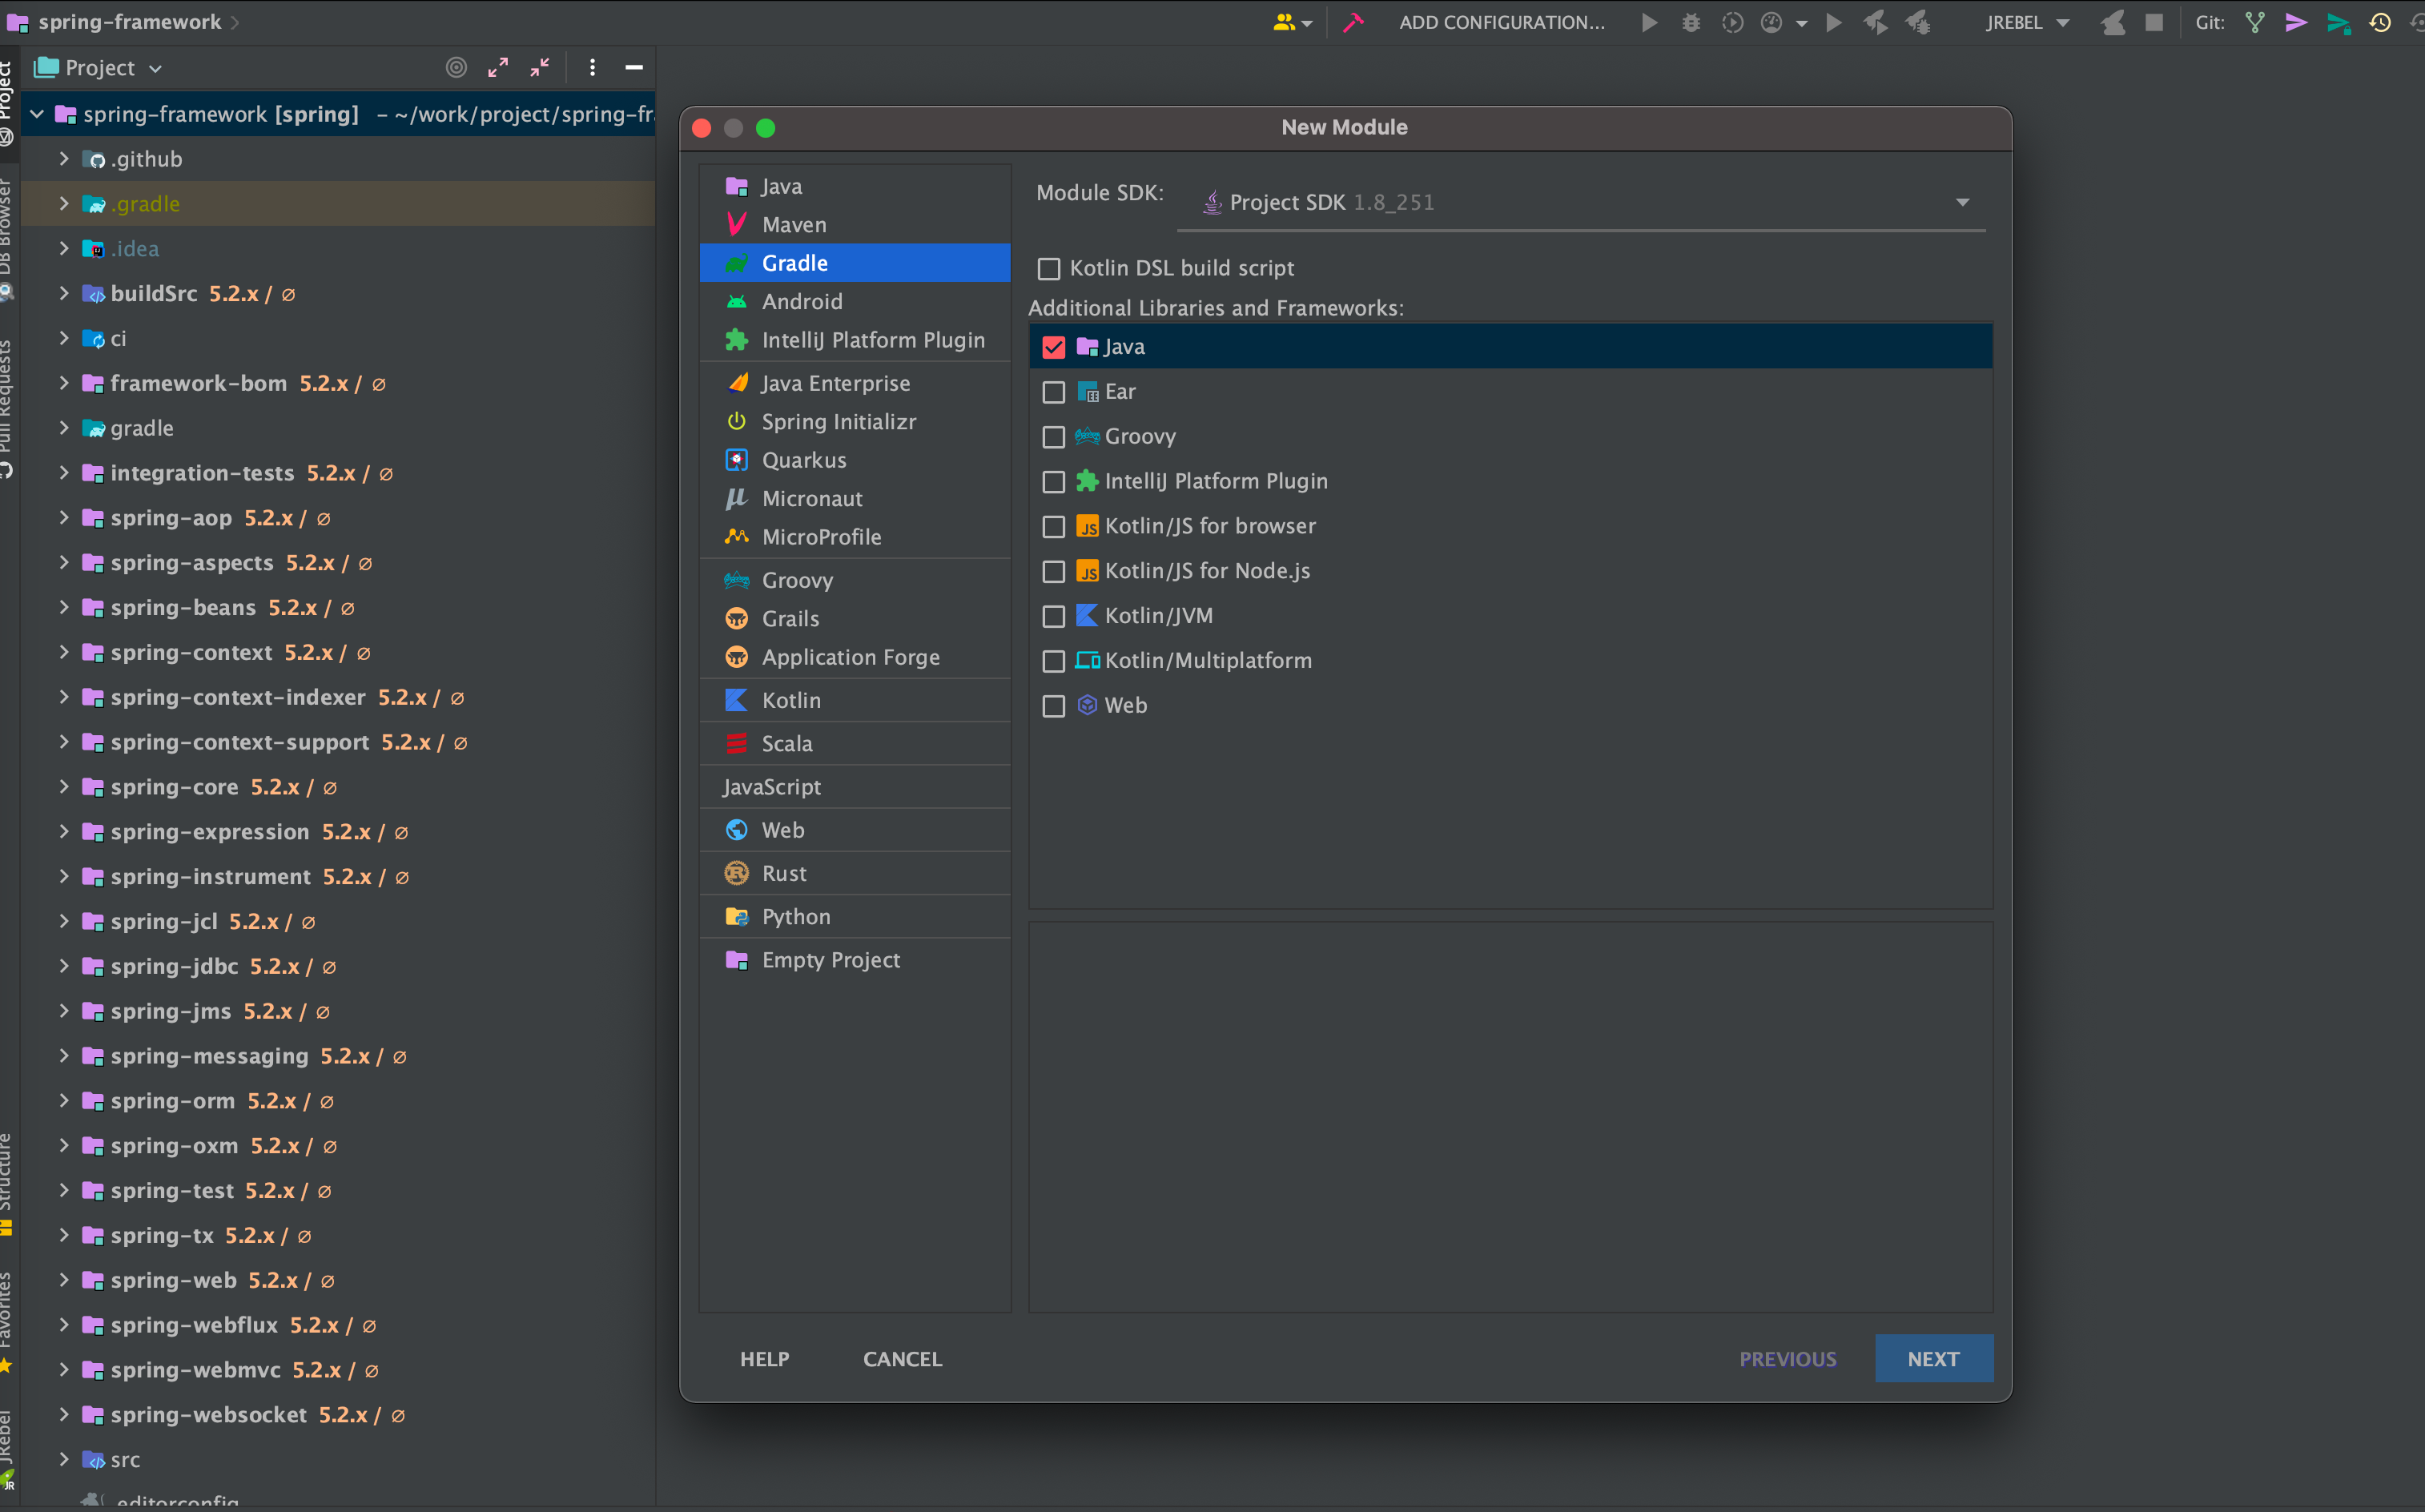 spring-framework
ADD CONFIGURATION...
JREBEL
Git:
Project
spring-framework [spring] – ~/work/project/spring-fr
.github
.gradle
.idea
buildSrc 5.2.x / ∅
ci
framework-bom 5.2.x / ∅
gradle
integration-tests 5.2.x / ∅
spring-aop 5.2.x / ∅
spring-aspects 5.2.x / ∅
spring-beans 5.2.x / ∅
spring-context 5.2.x / ∅
spring-context-indexer 5.2.x / ∅
spring-context-support 5.2.x / ∅
spring-core 5.2.x / ∅
spring-expression 5.2.x / ∅
spring-instrument 5.2.x / ∅
spring-jcl 5.2.x / ∅
spring-jdbc 5.2.x / ∅
spring-jms 5.2.x / ∅
spring-messaging 5.2.x / ∅
spring-orm 5.2.x / ∅
spring-oxm 5.2.x / ∅
spring-test 5.2.x / ∅
spring-tx 5.2.x / ∅
spring-web 5.2.x / ∅
spring-webflux 5.2.x / ∅
spring-webmvc 5.2.x / ∅
spring-websocket 5.2.x / ∅
src
.editorconfig
Project
DB Browser
Pull Requests
Structure
Favorites
JRebel
New Module
Java
Maven
Gradle
Android
IntelliJ Platform Plugin
Java Enterprise
Spring Initializr
Quarkus
Micronaut
MicroProfile
Groovy
Grails
Application Forge
Kotlin
Scala
JavaScript
Web
Rust
Python
Empty Project
Module SDK:
Project SDK 1.8_251
Kotlin DSL build script
Additional Libraries and Frameworks:
Java
Ear
Groovy
IntelliJ Platform Plugin
Kotlin/JS for browser
Kotlin/JS for Node.js
Kotlin/JVM
Kotlin/Multiplatform
Web
HELP
CANCEL
PREVIOUS
NEXT